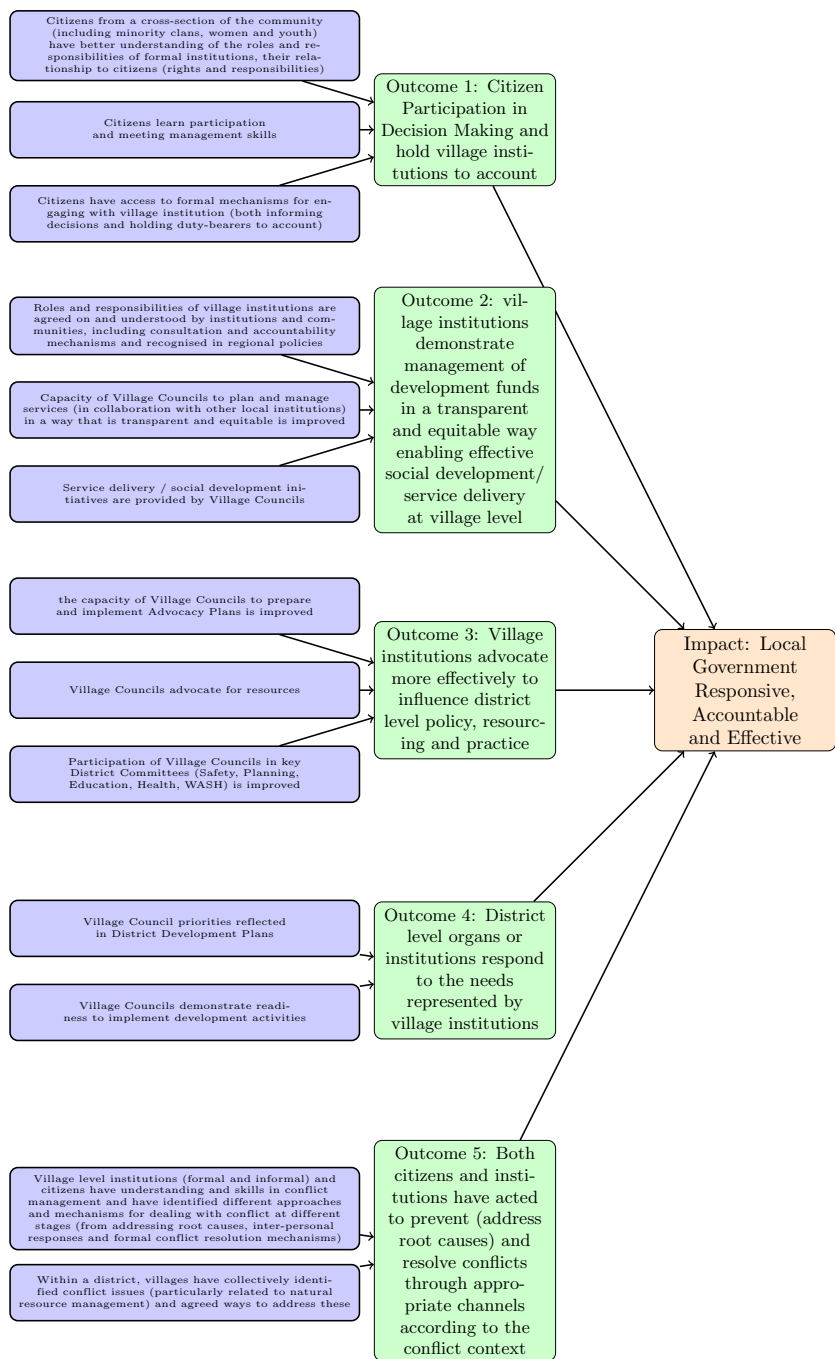 Citizens from a cross-section of the community
(including minority clans, women and youth)
have better understanding of the roles and re-
sponsibilities of formal institutions, their rela-
tionship to citizens (rights and responsibilities)
Citizens learn participation
and meeting management skills
Citizens have access to formal mechanisms for en-
gaging with village institution (both informing
decisions and holding duty-bearers to account)
Outcome 1: Citizen
Participation in
Decision Making and
hold village insti-
tutions to account
Roles and responsibilities of village institutions are
agreed on and understood by institutions and com-
munities, including consultation and accountability
mechanisms and recognised in regional policies
Capacity of Village Councils to plan and manage
services (in collaboration with other local institutions)
in a way that is transparent and equitable is improved
Service delivery / social development ini-
tiatives are provided by Village Councils
Outcome 2: vil-
lage institutions
demonstrate
management of
development funds
in a transparent
and equitable way
enabling effective
social development/
service delivery
at village level
the capacity of Village Councils to prepare
and implement Advocacy Plans is improved
Village Councils advocate for resources
Participation of Village Councils in key
District Committees (Safety, Planning,
Education, Health, WASH) is improved
Outcome 3: Village
institutions advocate
more effectively to
influence district
level policy, resourc-
ing and practice
Impact: Local
Government
Responsive,
Accountable
and Effective
Village Council priorities reflected
in District Development Plans
Village Councils demonstrate readi-
ness to implement development activities
Outcome 4: District
level organs or
institutions respond
to the needs
represented by
village institutions
Village level institutions (formal and informal) and
citizens have understanding and skills in conflict
management and have identified different approaches
and mechanisms for dealing with conflict at different
stages (from addressing root causes, inter-personal
responses and formal conflict resolution mechanisms)
Within a district, villages have collectively identi-
fied conflict issues (particularly related to natural
resource management) and agreed ways to address these
Outcome 5: Both
citizens and insti-
tutions have acted
to prevent (address
root causes) and
resolve conflicts
through appro-
priate channels
according to the
conflict context